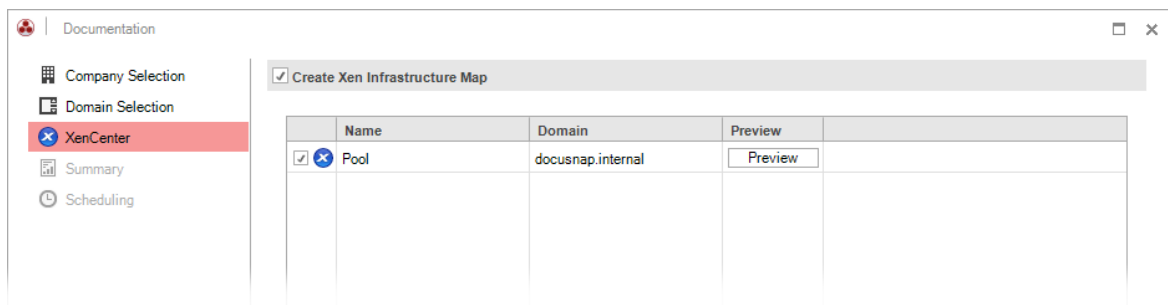 Documentation
Company Selection
Domain Selection
XenCenter
Summary
Scheduling
Create Xen Infrastructure Map
Name Domain Preview
Pool docusnap.internal Preview